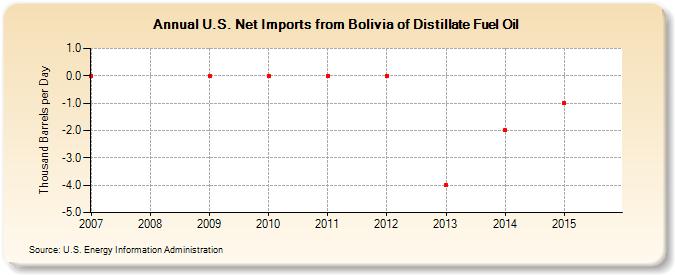 Annual U.S. Net Imports from Bolivia of Distillate Fuel Oil
Thousand Barrels per Day
1.0
0.0
-1.0
-2.0
-3.0
-4.0
-5.0
2007 2008 2009 2010 2011 2012 2013 2014 2015
Source: U.S. Energy Information Administration